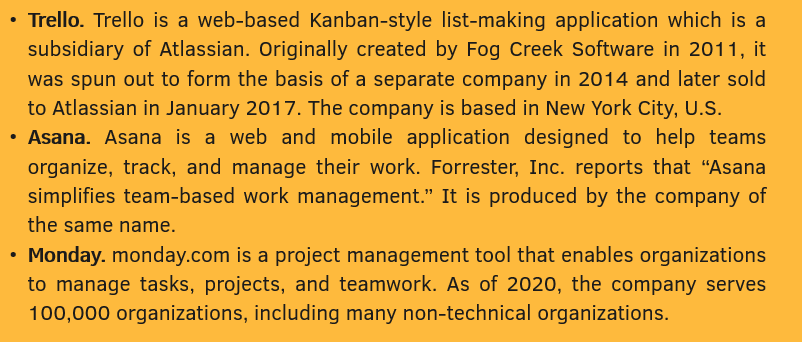 • Trello. Trello is a web-based Kanban-style list-making application which is a
subsidiary of Atlassian. Originally created by Fog Creek Software in 2011, it
was spun out to form the basis of a separate company in 2014 and later sold
to Atlassian in January 2017. The company is based in New York City, U.S.
• Asana. Asana is a web and mobile application designed to help teams
organize, track, and manage their work. Forrester, Inc. reports that “Asana
simplifies team-based work management.” It is produced by the company of
the same name.
• Monday. monday.com is a project management tool that enables organizations
to manage tasks, projects, and teamwork. As of 2020, the company serves
100,000 organizations, including many non-technical organizations.